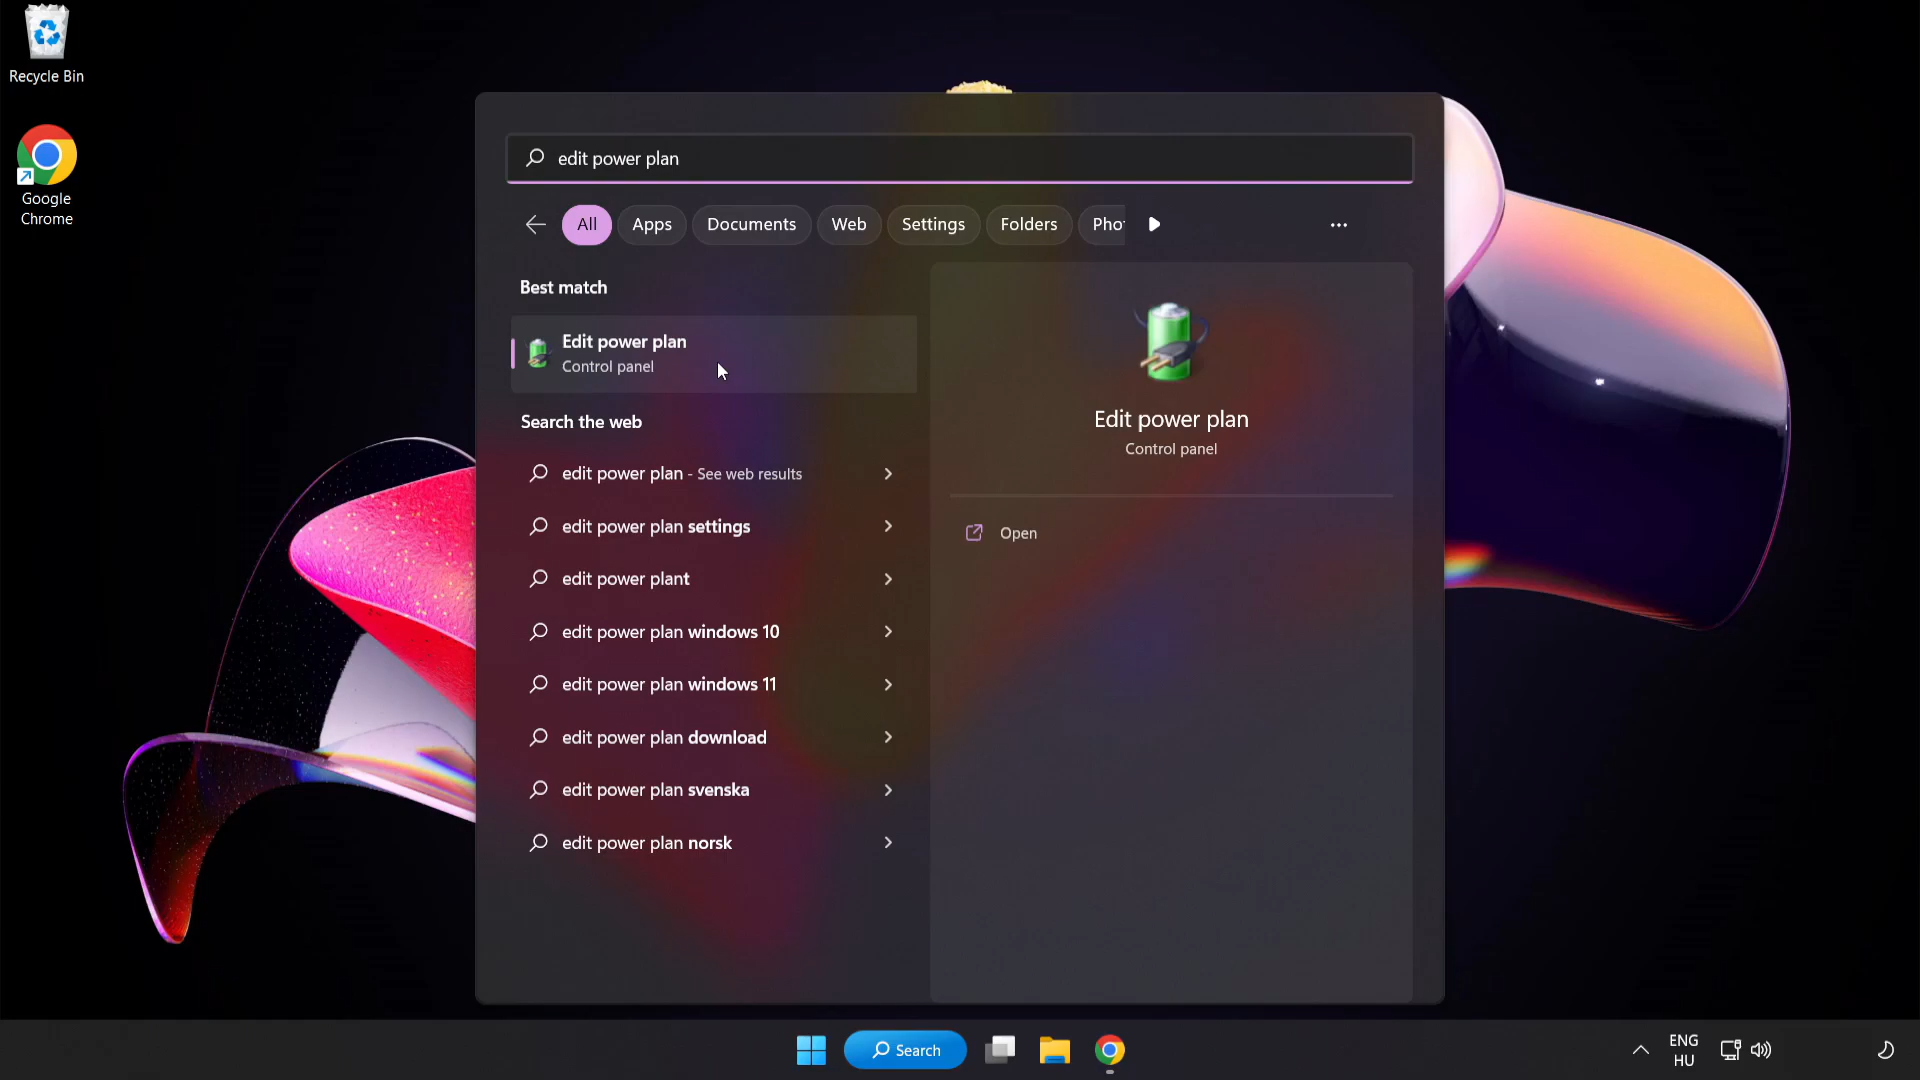 Recycle Bin
Google
Chrome
edit power plan
All
Apps
Documents
Web
Settings
Folders
Pho
Best match
Edit power plan
Control panel
Search the web
edit power plan - See web results
edit power plan settings
edit power plant
edit power plan windows 10
edit power plan windows 11
edit power plan download
edit power plan svenska
edit power plan norsk
Edit power plan
Control panel
Open
Search
ENG
HU